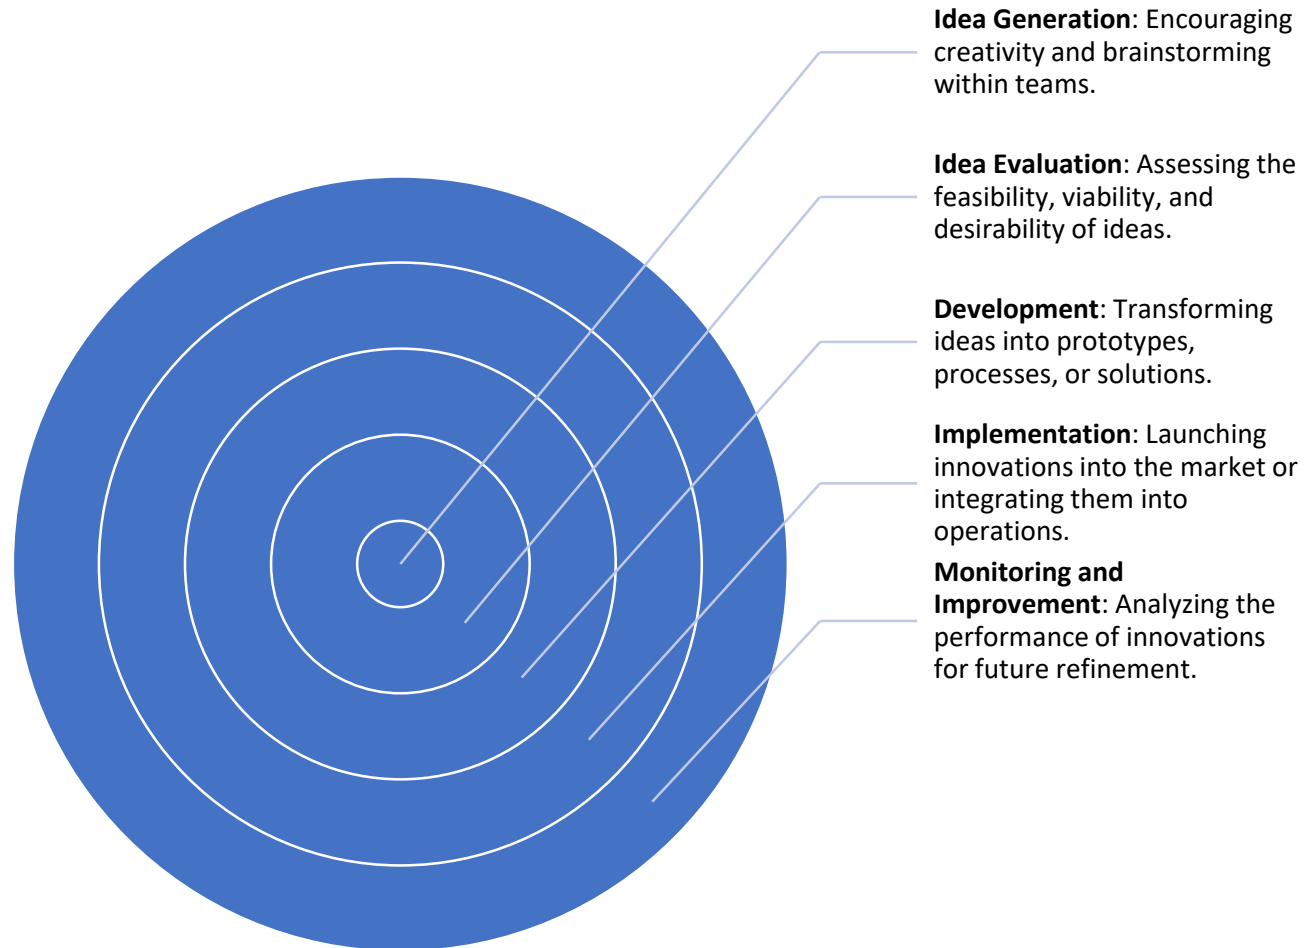 Idea Generation: Encouraging
creativity and brainstorming
within teams.
Idea Evaluation: Assessing the
feasibility, viability, and
desirability of ideas.
Development: Transforming
ideas into prototypes,
processes, or solutions.
Implementation: Launching
innovations into the market or
integrating them into
operations.
Monitoring and
Improvement: Analyzing the
performance of innovations
for future refinement.